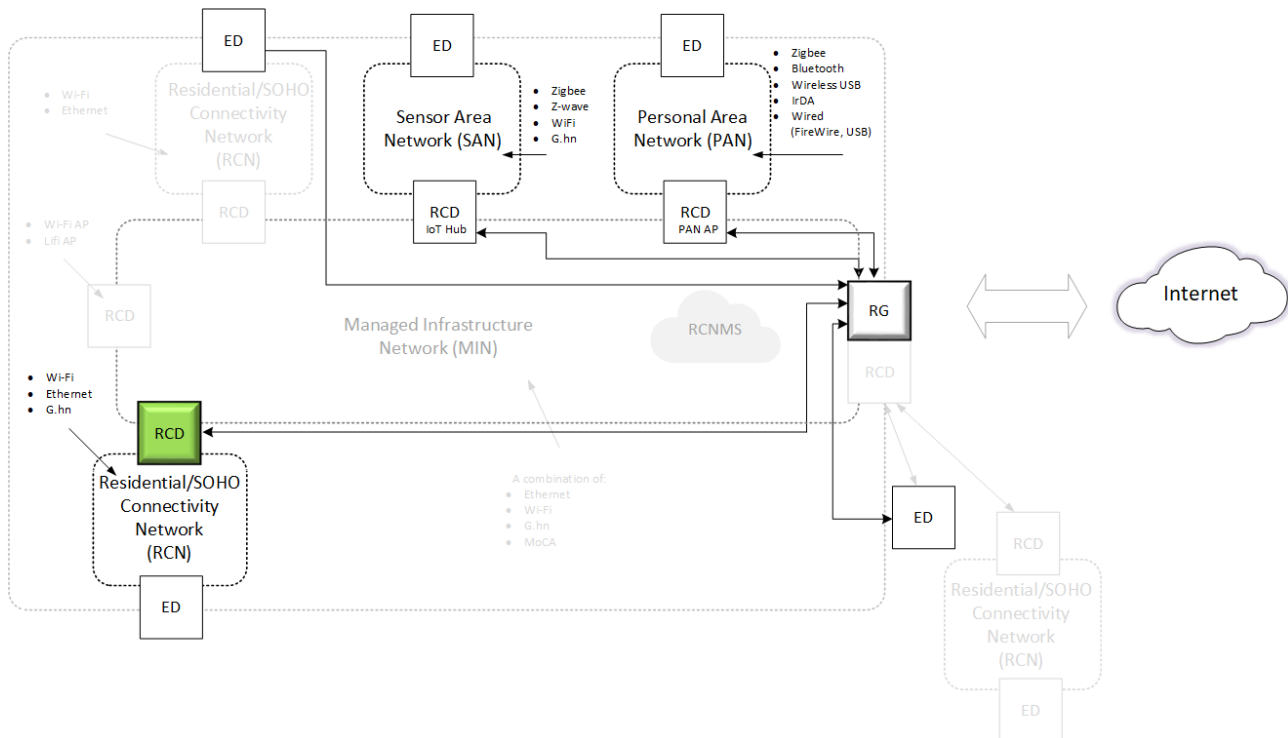 ED
ED
ED
Residential/SOHO
Connectivity
Network
(RCN)
• Wi-Fi
• Ethernet
Sensor Area
Network (SAN)
• Zigbee
• Z-wave
• WiFi
• G.hn
Personal Area
Network (PAN)
• Zigbee
• Bluetooth
• Wireless USB
• IrDA
• Wired
(FireWire, USB)
RCD
RCD
IoT Hub
RCD
PAN AP
• Wi-Fi AP
• Lifi AP
RCD
Managed Infrastructure
Network (MIN)
RCNMS
RG
RCD
Internet
• Wi-Fi
• Ethernet
• G.hn
RCD
Residential/SOHO
Connectivity
Network
(RCN)
ED
A combination of:
• Ethernet
• Wi-Fi
• G.hn
• MoCA
ED
RCD
Residential/SOHO
Connectivity
Network
(RCN)
ED